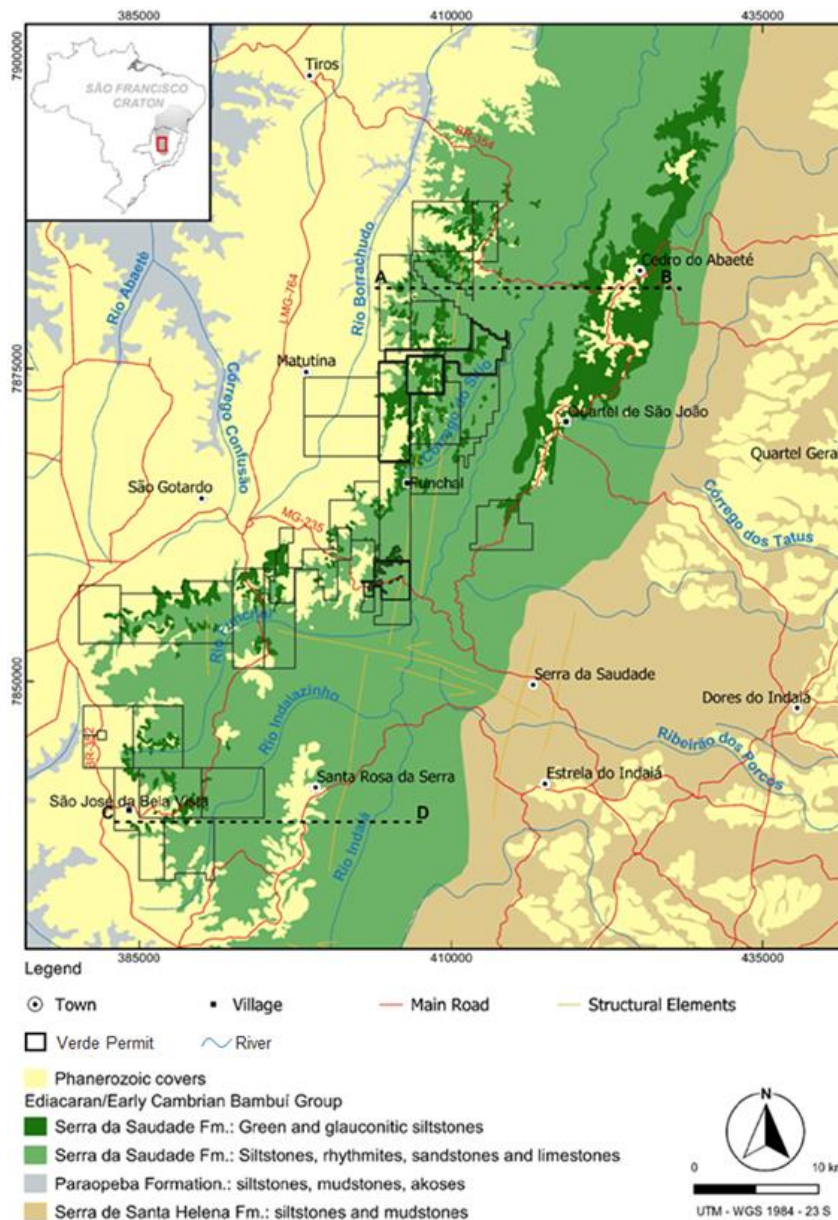 385000 410000 435000
7900000
7875000
7850000
SÃO FRANCISCO
CRATON
Tiros
BR-354
Rio Abaeté
LMG-764
Rio Borrachudo
A
B
Cedro do Abaeté
Matutina
Córrego Confusão
Quartel de São João
São Gotardo
MG-235
Funchal
Quartel Geral
Córrego dos Tatus
Rio Funchal
Serra da Saudade
Dores do Indaiá
Rio Indaiazinho
Ribeirão dos Porcos
Santa Rosa da Serra
Estrela do Indaiá
São José da Bela Vista
C
D
Rio Indaiá
385000 410000 435000
Legend
Town Village Main Road Structural Elements
Verde Permit River
Phanerozoic covers
Ediacaran/Early Cambrian Bambuí Group
Serra da Saudade Fm.: Green and glauconitic siltstones
Serra da Saudade Fm.: Siltstones, rhythmites, sandstones and limestones
Paraopeba Formation.: siltstones, mudstones, akoses
Serra de Santa Helena Fm.: siltstones and mudstones
N
0 10 km
UTM - WGS 1984 - 23 S